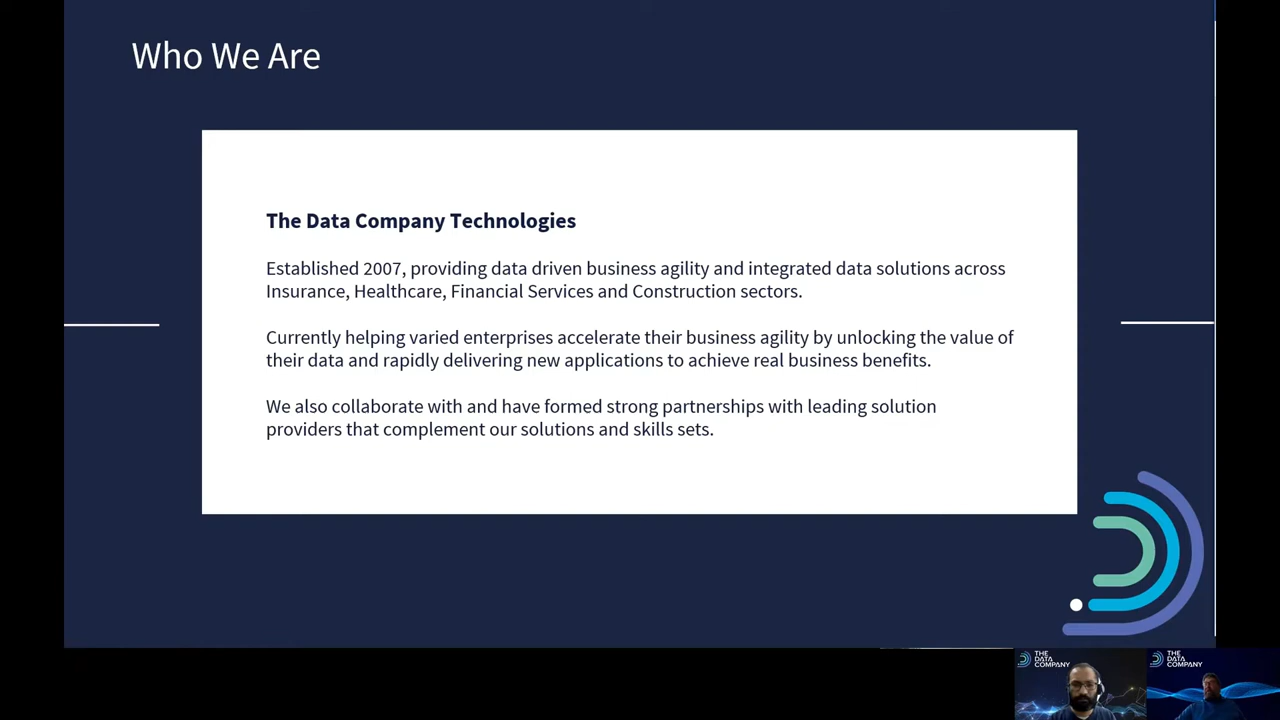 Who We Are
The Data Company Technologies
Established 2007, providing data driven business agility and integrated data solutions across
Insurance, Healthcare, Financial Services and Construction sectors.
Currently helping varied enterprises accelerate their business agility by unlocking the value of
their data and rapidly delivering new applications to achieve real business benefits.
We also collaborate with and have formed strong partnerships with leading solution
providers that complement our solutions and skills sets.
THE
DATA
COMPANY
THE
DATA
COMPANY